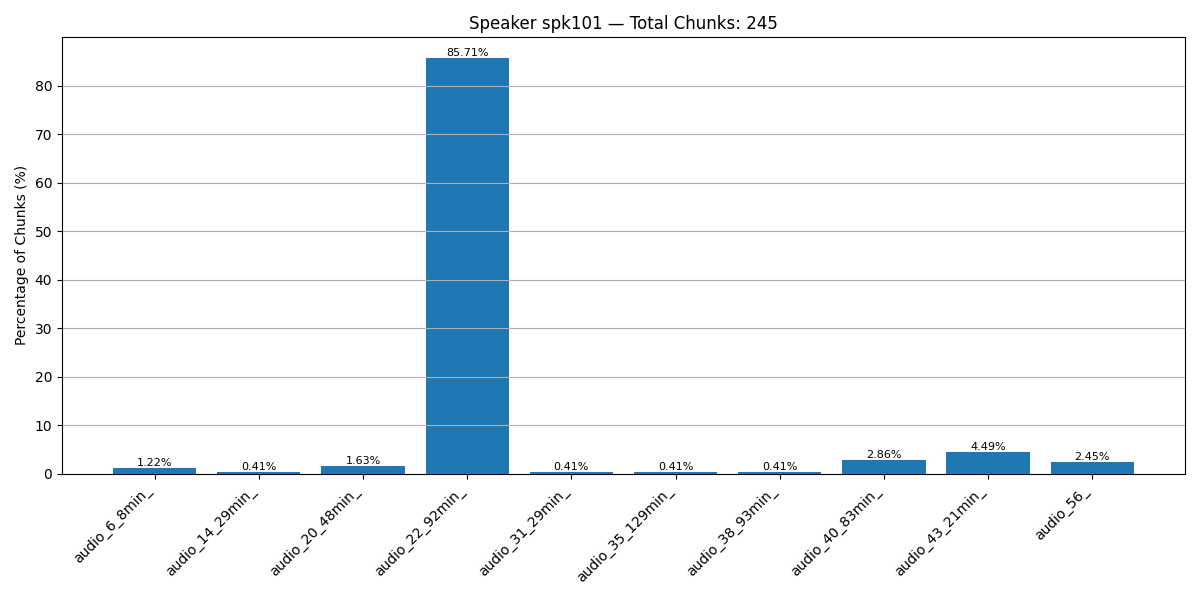 Speaker spk101 — Total Chunks: 245
Percentage of Chunks (%)
80
70
60
50
40
30
20
10
0
1.22%
0.41%
1.63%
85.71%
0.41%
0.41%
0.41%
2.86%
4.49%
2.45%
audio_6_8min_
audio_14_29min_
audio_20_48min_
audio_22_92min_
audio_31_29min_
audio_35_129min_
audio_38_93min_
audio_40_83min_
audio_43_21min_
audio_56_